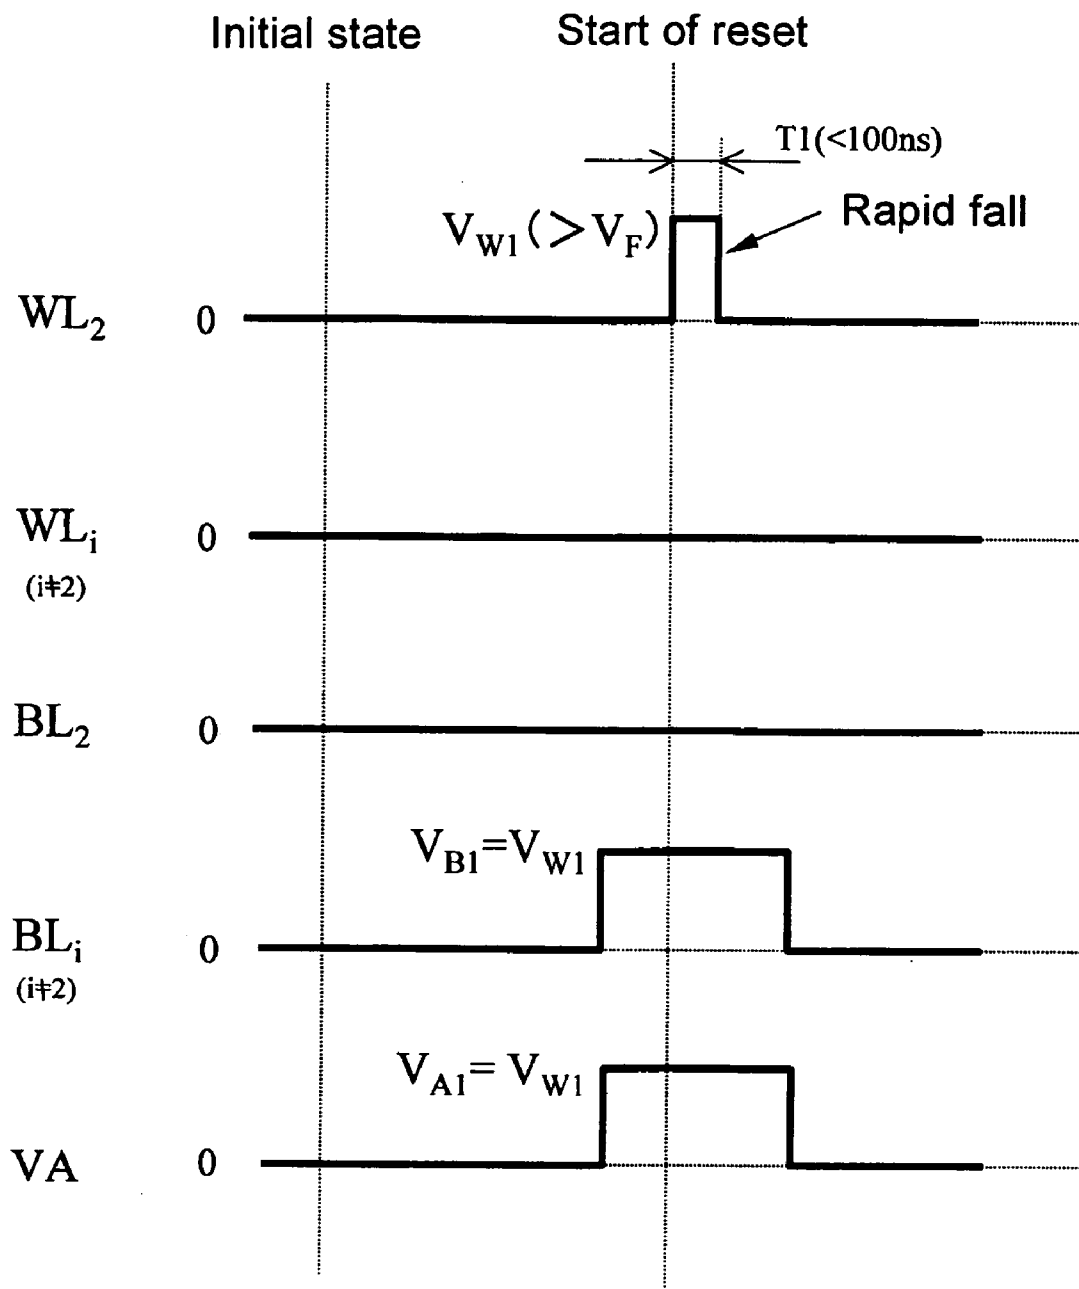 Initial state
Start of reset
T1(<100ns)
V_W1(>V_F)
Rapid fall
WL_2
0
WL_i
(i≠2)
0
BL_2
0
V_B1=V_W1
BL_i
(i≠2)
0
V_A1= V_W1
VA
0